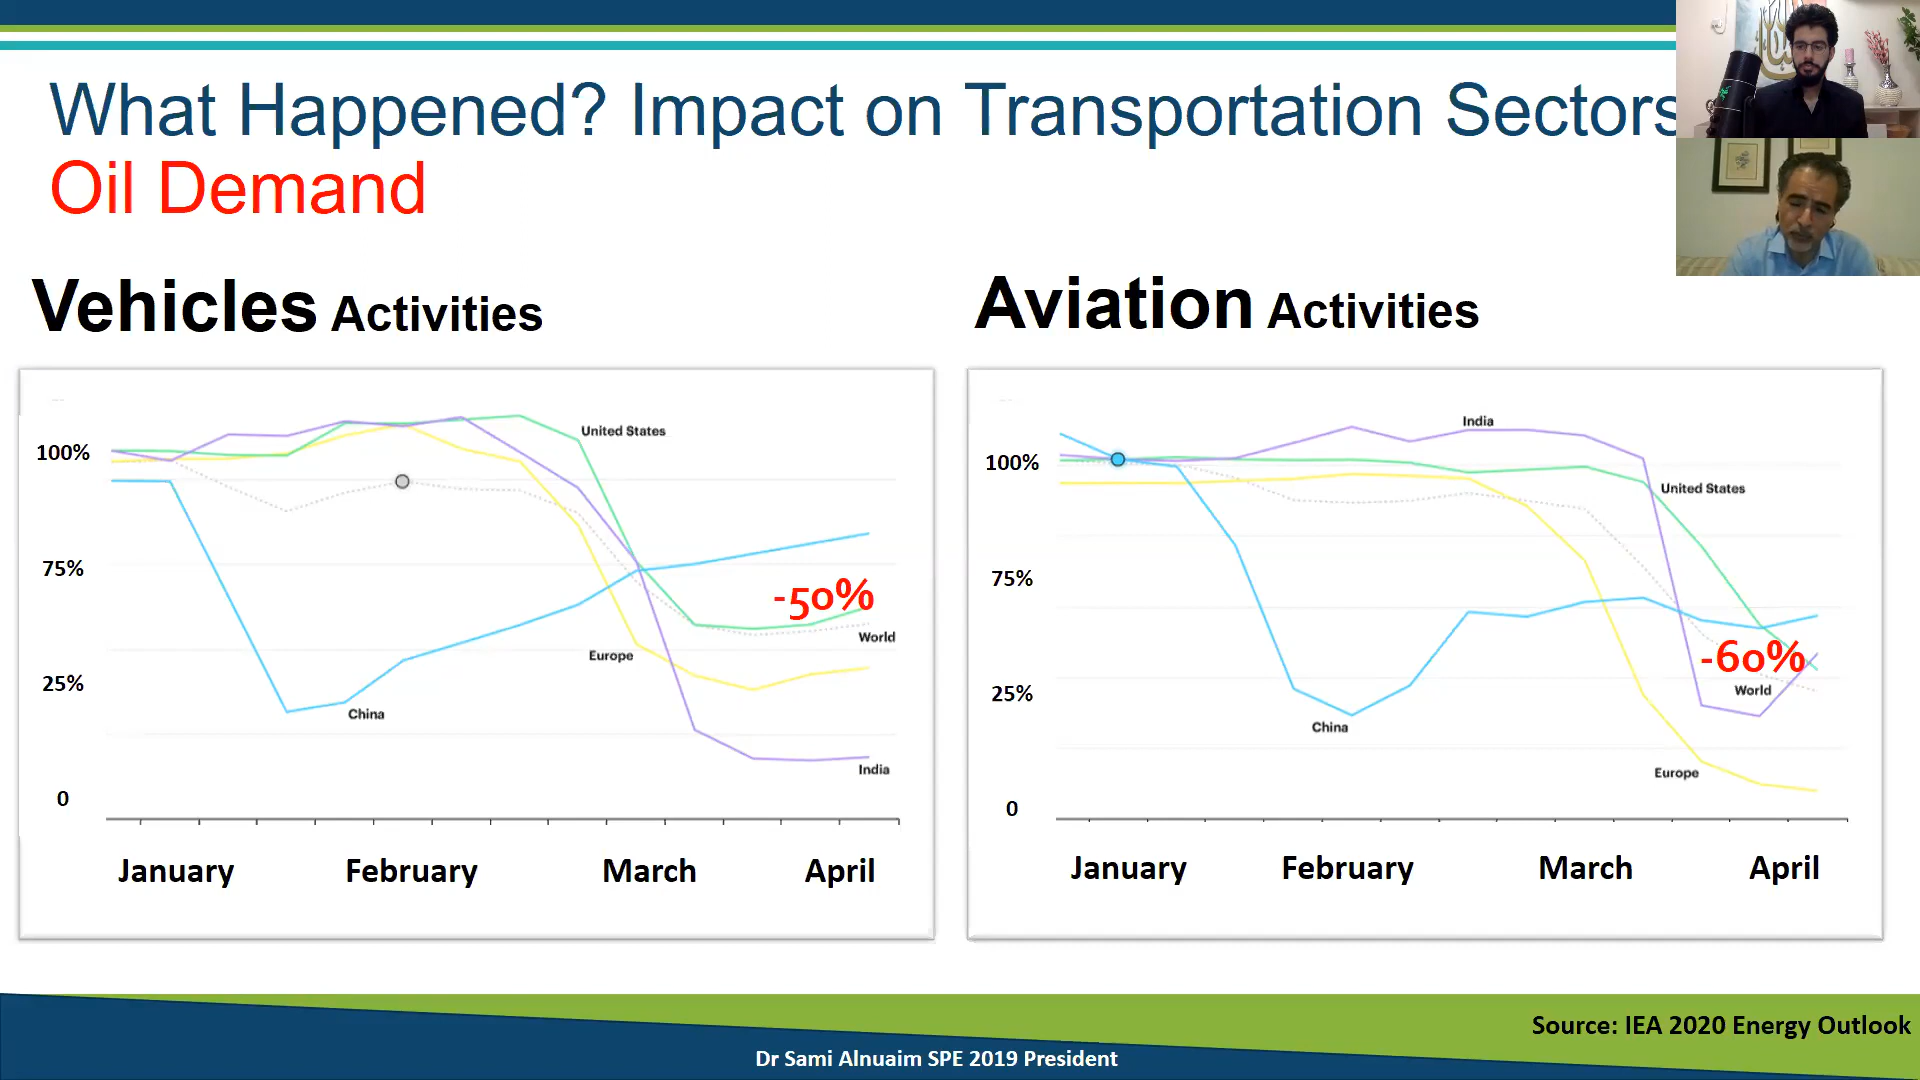 What Happened? Impact on Transportation Sectors
Oil Demand
Vehicles Activities
Aviation Activities
100%
75%
25%
0
United States
-50%
World
Europe
China
India
January February March April
100%
75%
25%
0
India
United States
-60%
World
China
Europe
January February March April
Source: IEA 2020 Energy Outlook
Dr Sami Alnuaim SPE 2019 President